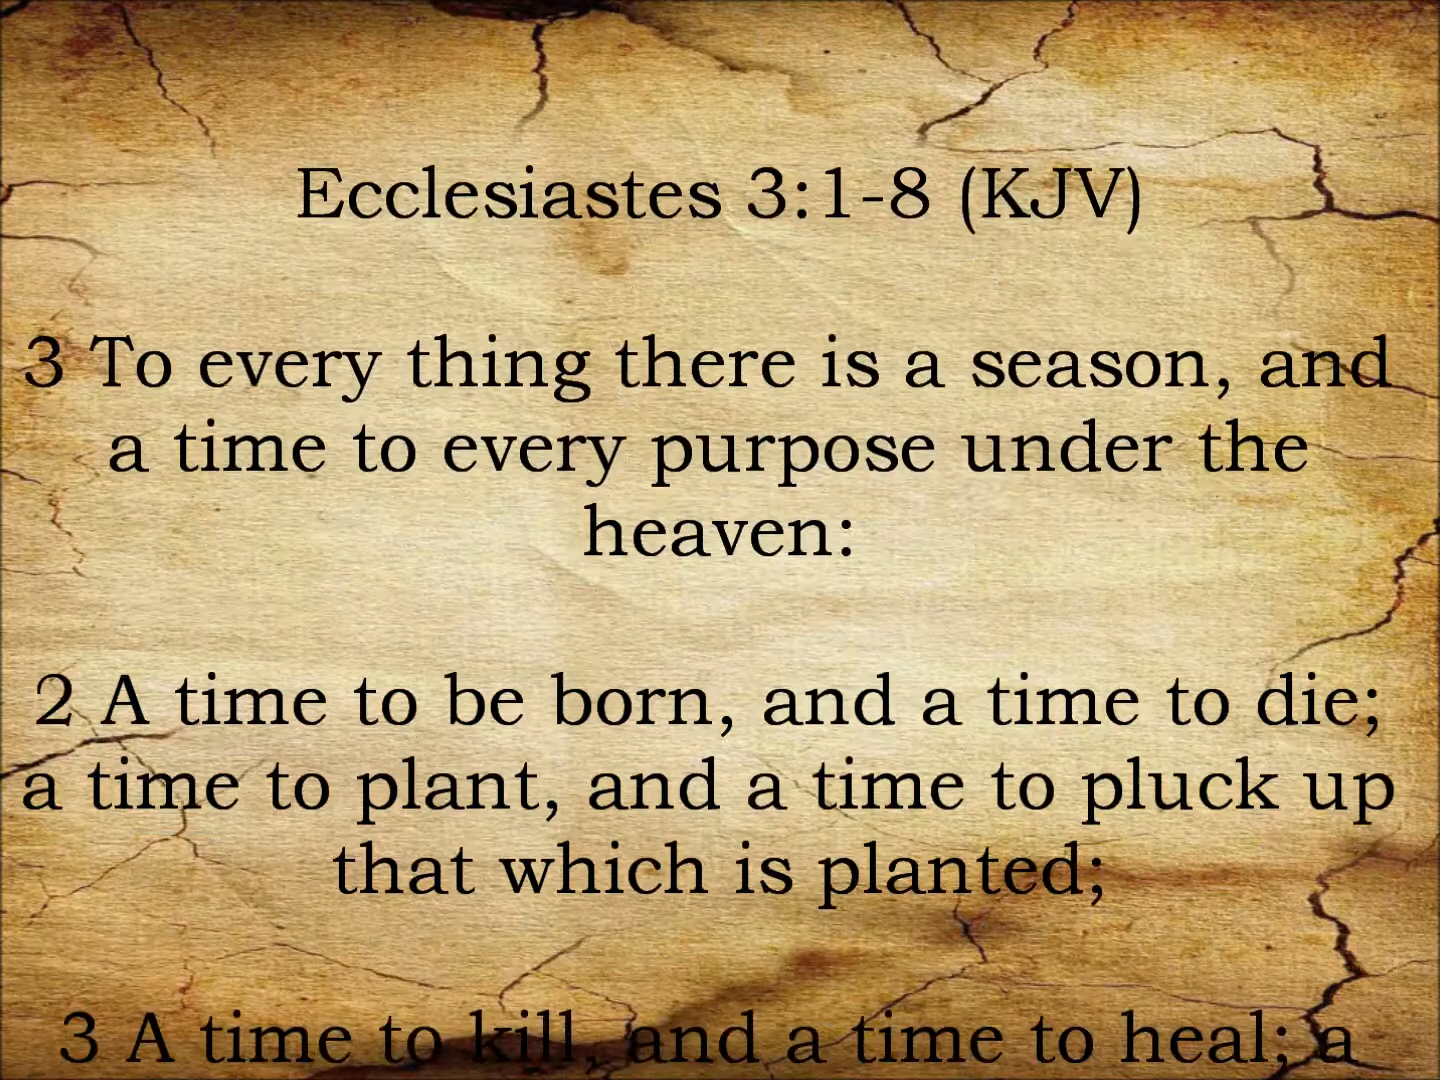 Ecclesiastes 3:1-8 (KJV)
3 To every thing there is a season, and
a time to every purpose under the
heaven:
2 A time to be born, and a time to die;
a time to plant, and a time to pluck up
that which is planted;
3 A time to kill, and a time to heal; a